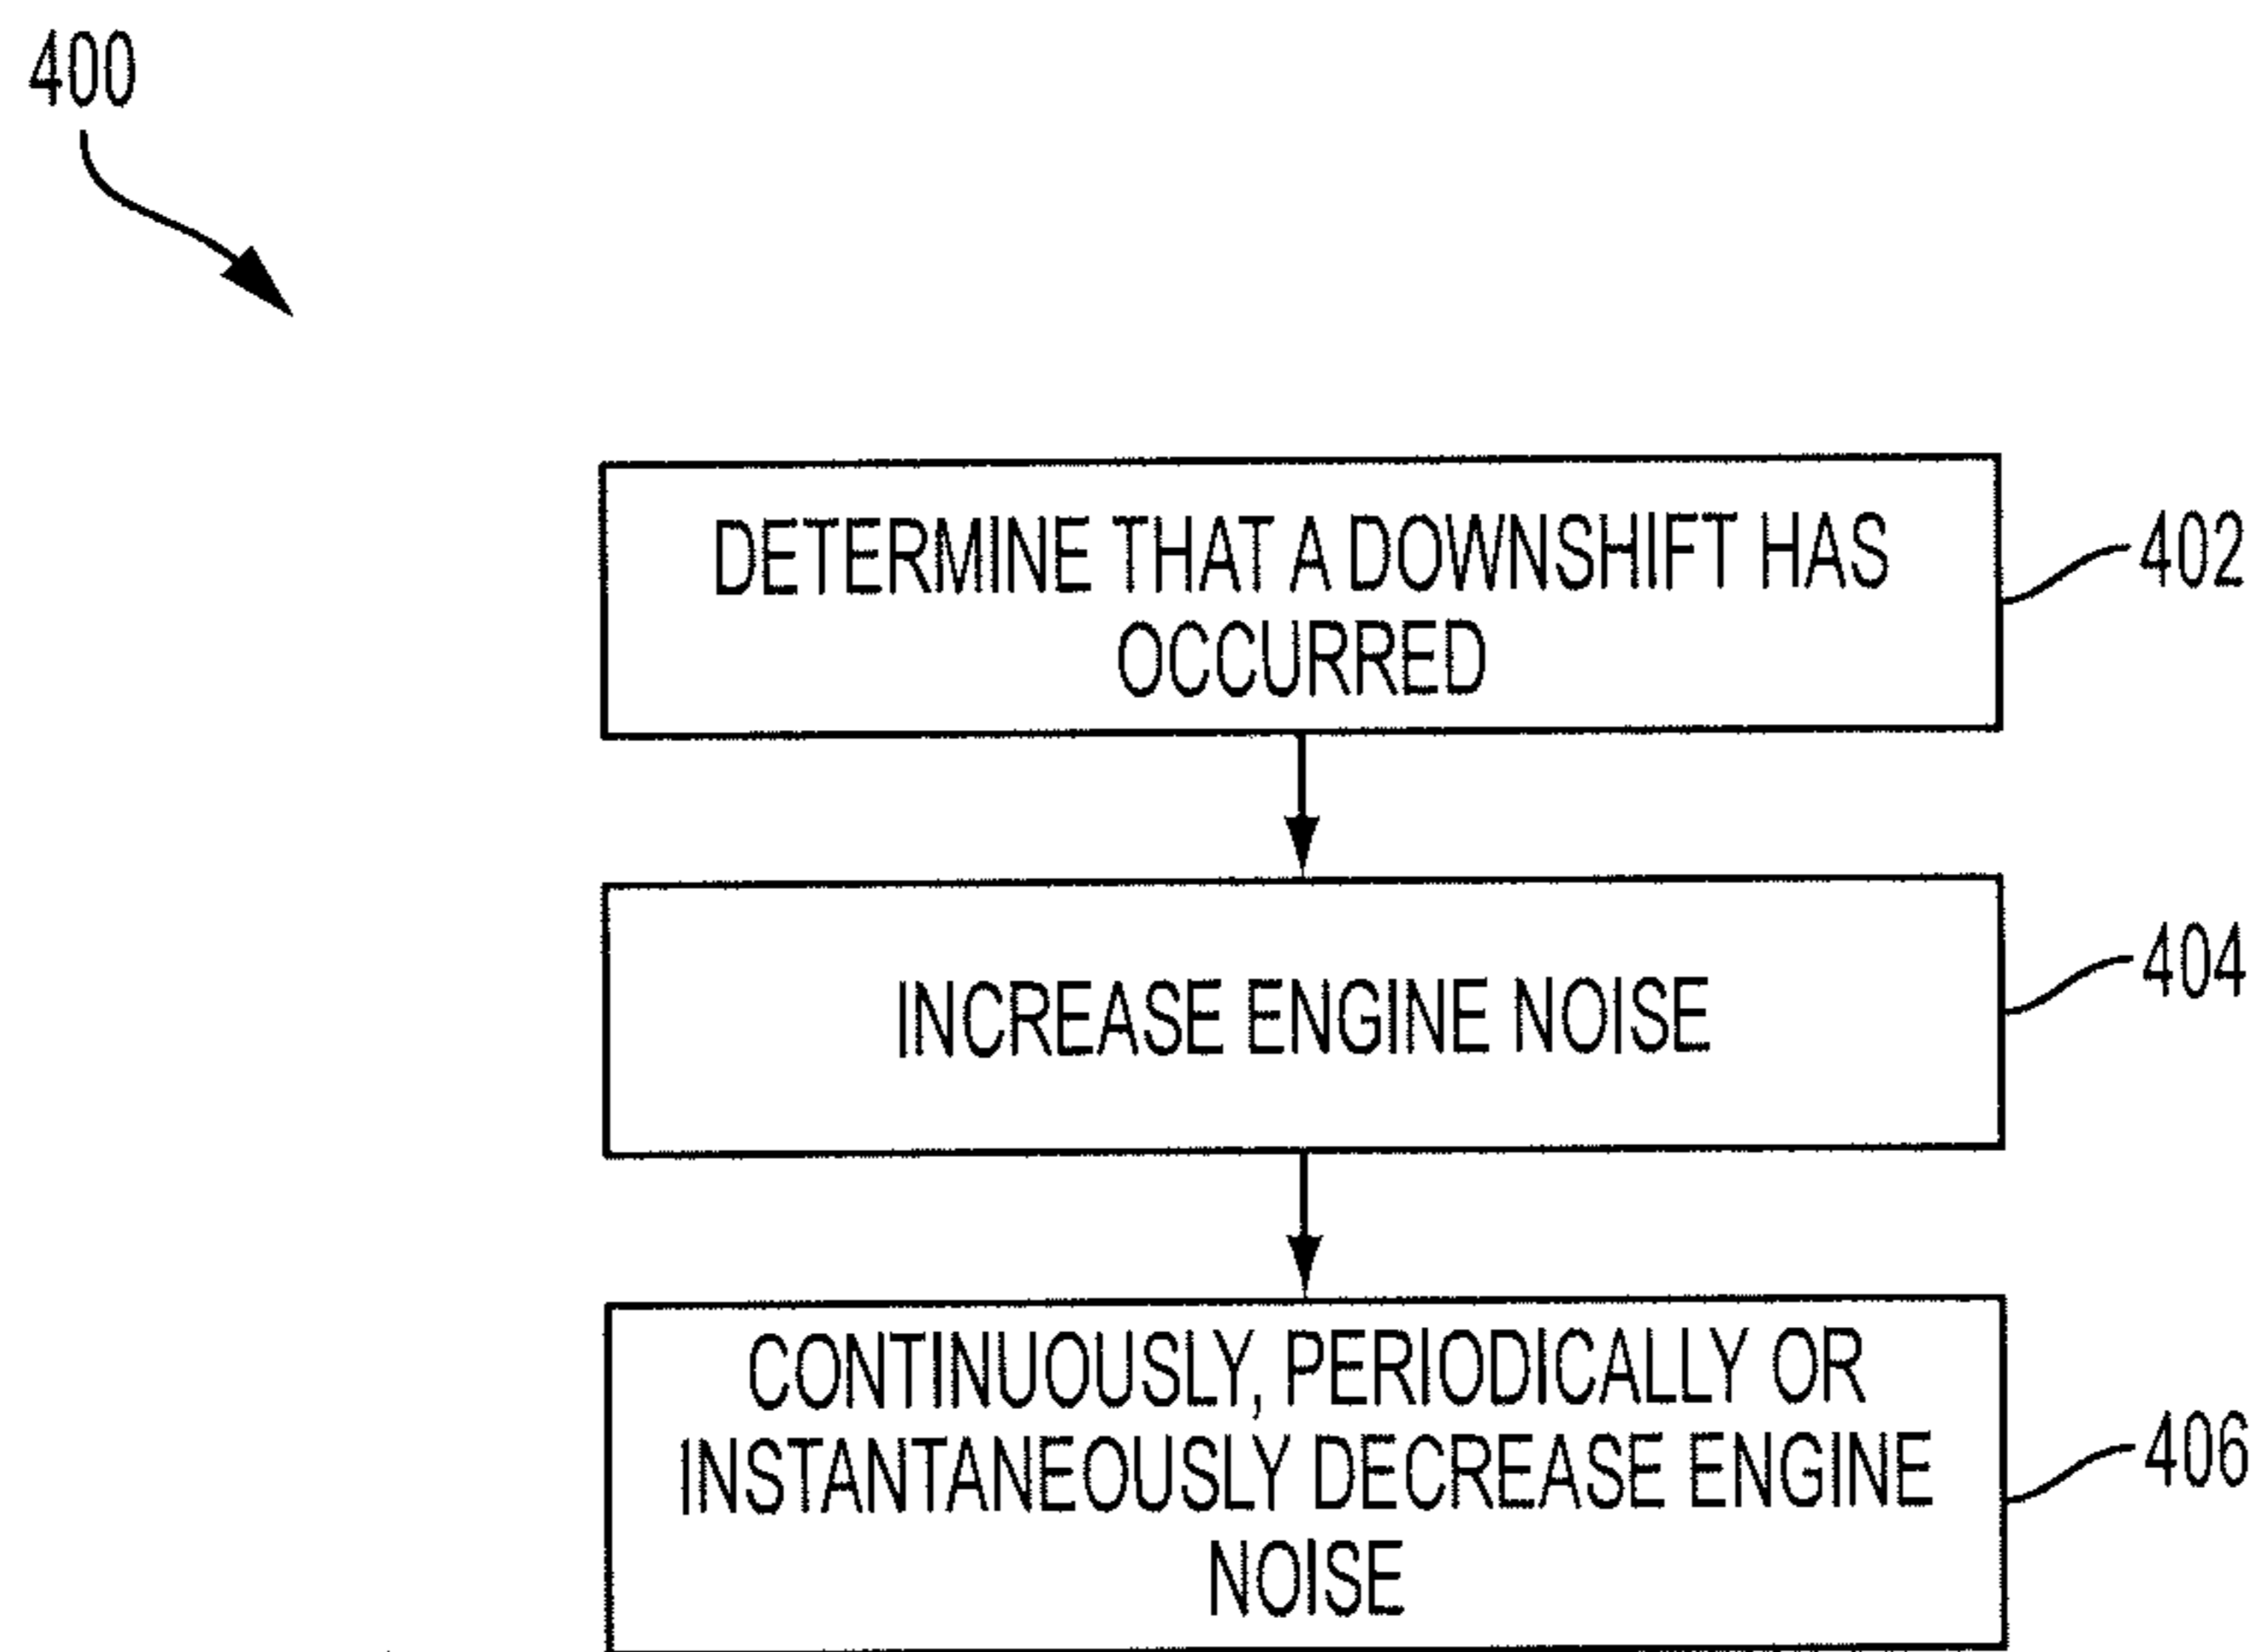 400
DETERMINE THAT A DOWNSHIFT HAS
OCCURRED
402
INCREASE ENGINE NOISE
404
CONTINUOUSLY, PERIODICALLY OR
INSTANTANEOUSLY DECREASE ENGINE
NOISE
406